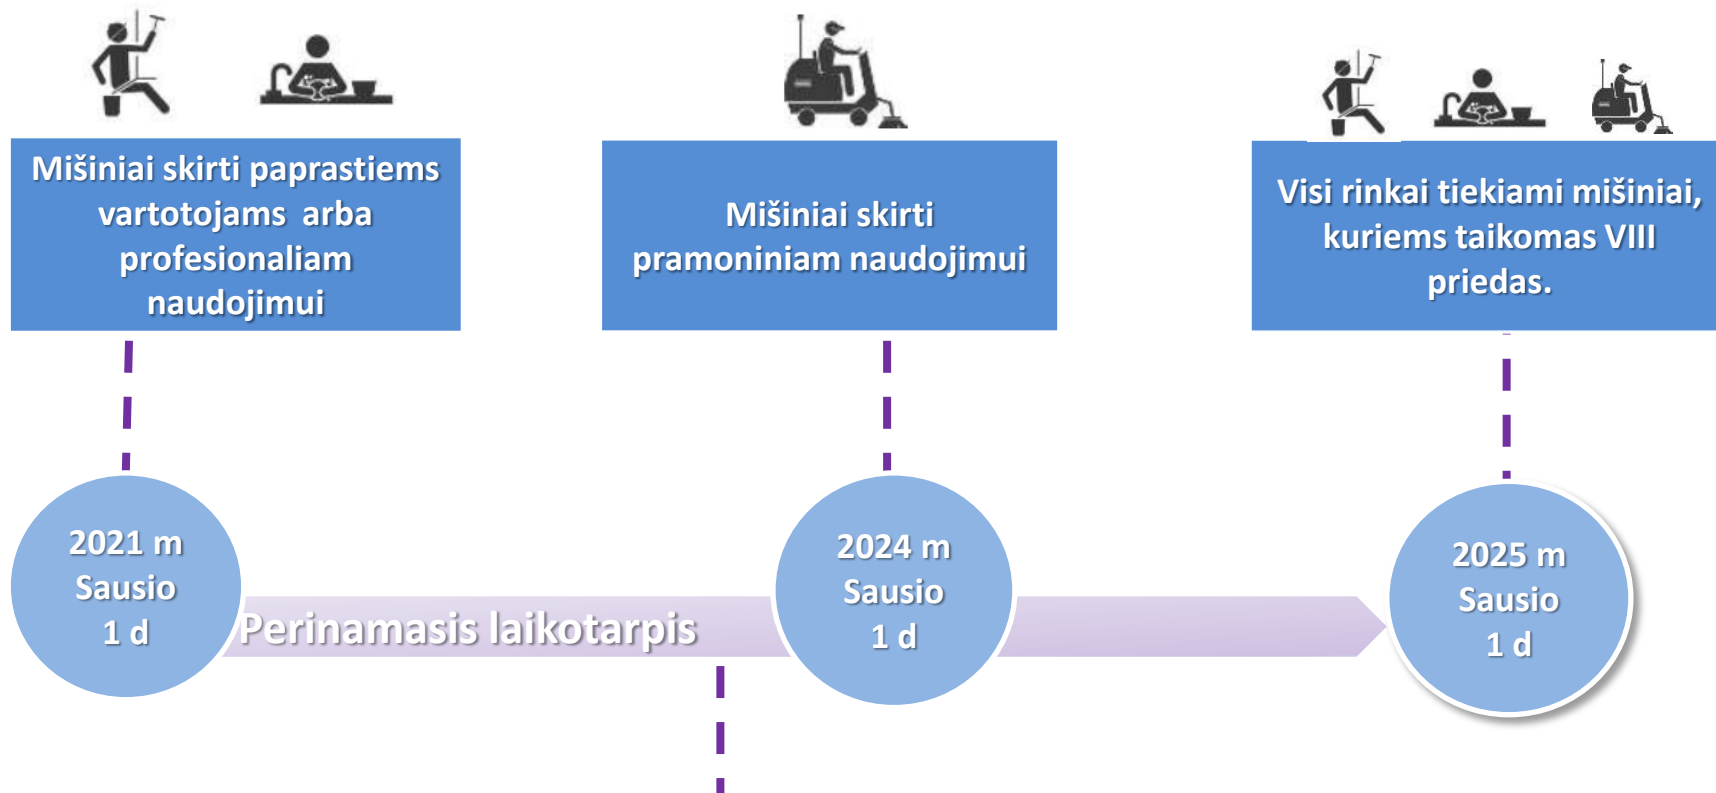 Mišiniai skirti paprastiems
vartotojams arba
profesionaliam
naudojimui
Mišiniai skirti
pramoniniam naudojimui
Visi rinkai tiekiami mišiniai,
kuriems taikomas VIII
priedas.
2021 m
Sausio
1 d
Perinamasis laikotarpis
2024 m
Sausio
1 d
2025 m
Sausio
1 d